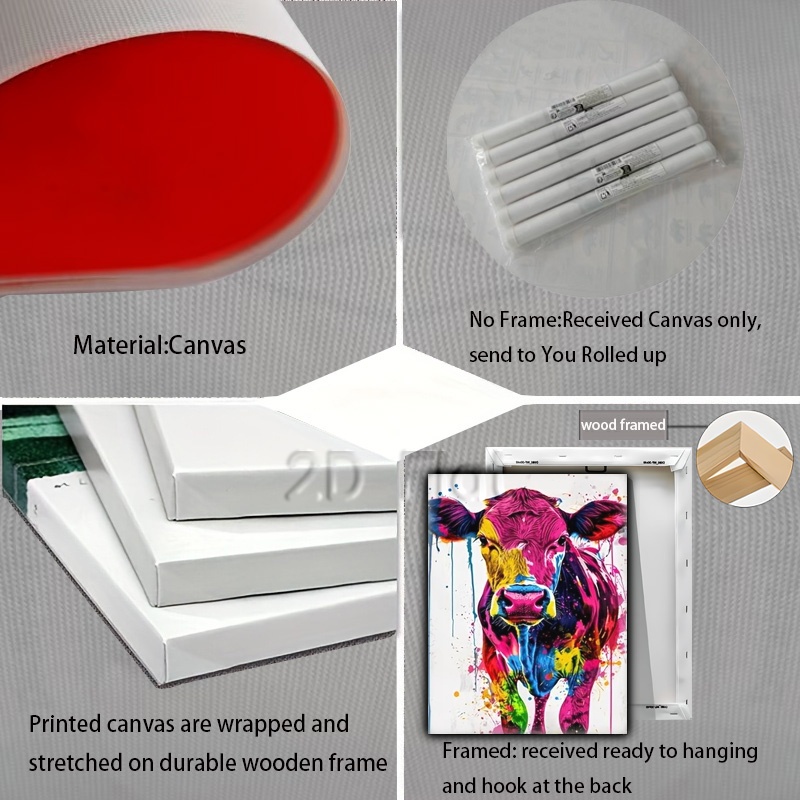 Material:Canvas
No Frame:Received Canvas only,
send to You Rolled up
2D
wood framed
Printed canvas are wrapped and
stretched on durable wooden frame
Framed: received ready to hanging
and hook at the back